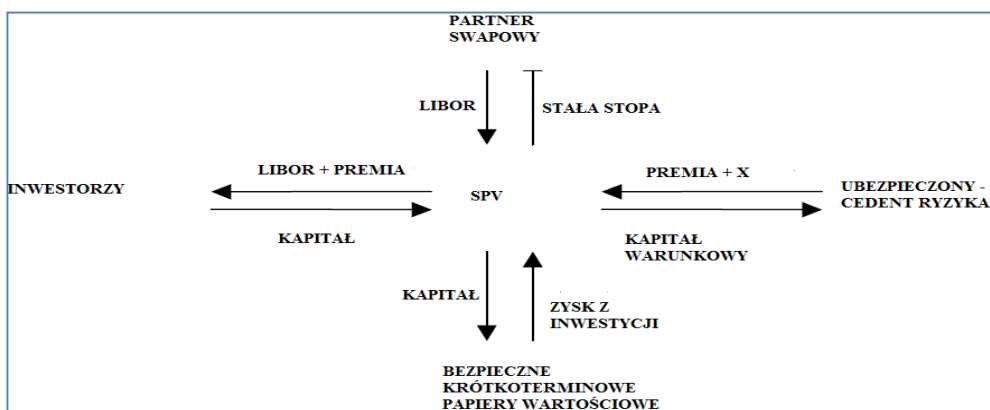 PARTNER
SWAPOWY
LIBOR
STAŁA STOPA
LIBOR + PREMIA
PREMIA + X
INWESTORZY
SPV
UBEZPIECZONY -
CEDENT RYZYKA
KAPITAŁ
KAPITAŁ
WARUNKOWY
KAPITAŁ
ZYSK Z
INWESTYCJI
BEZPIECZNE
KRÓTKOTERMINOWE
PAPIERY WARTOŚCIOWE